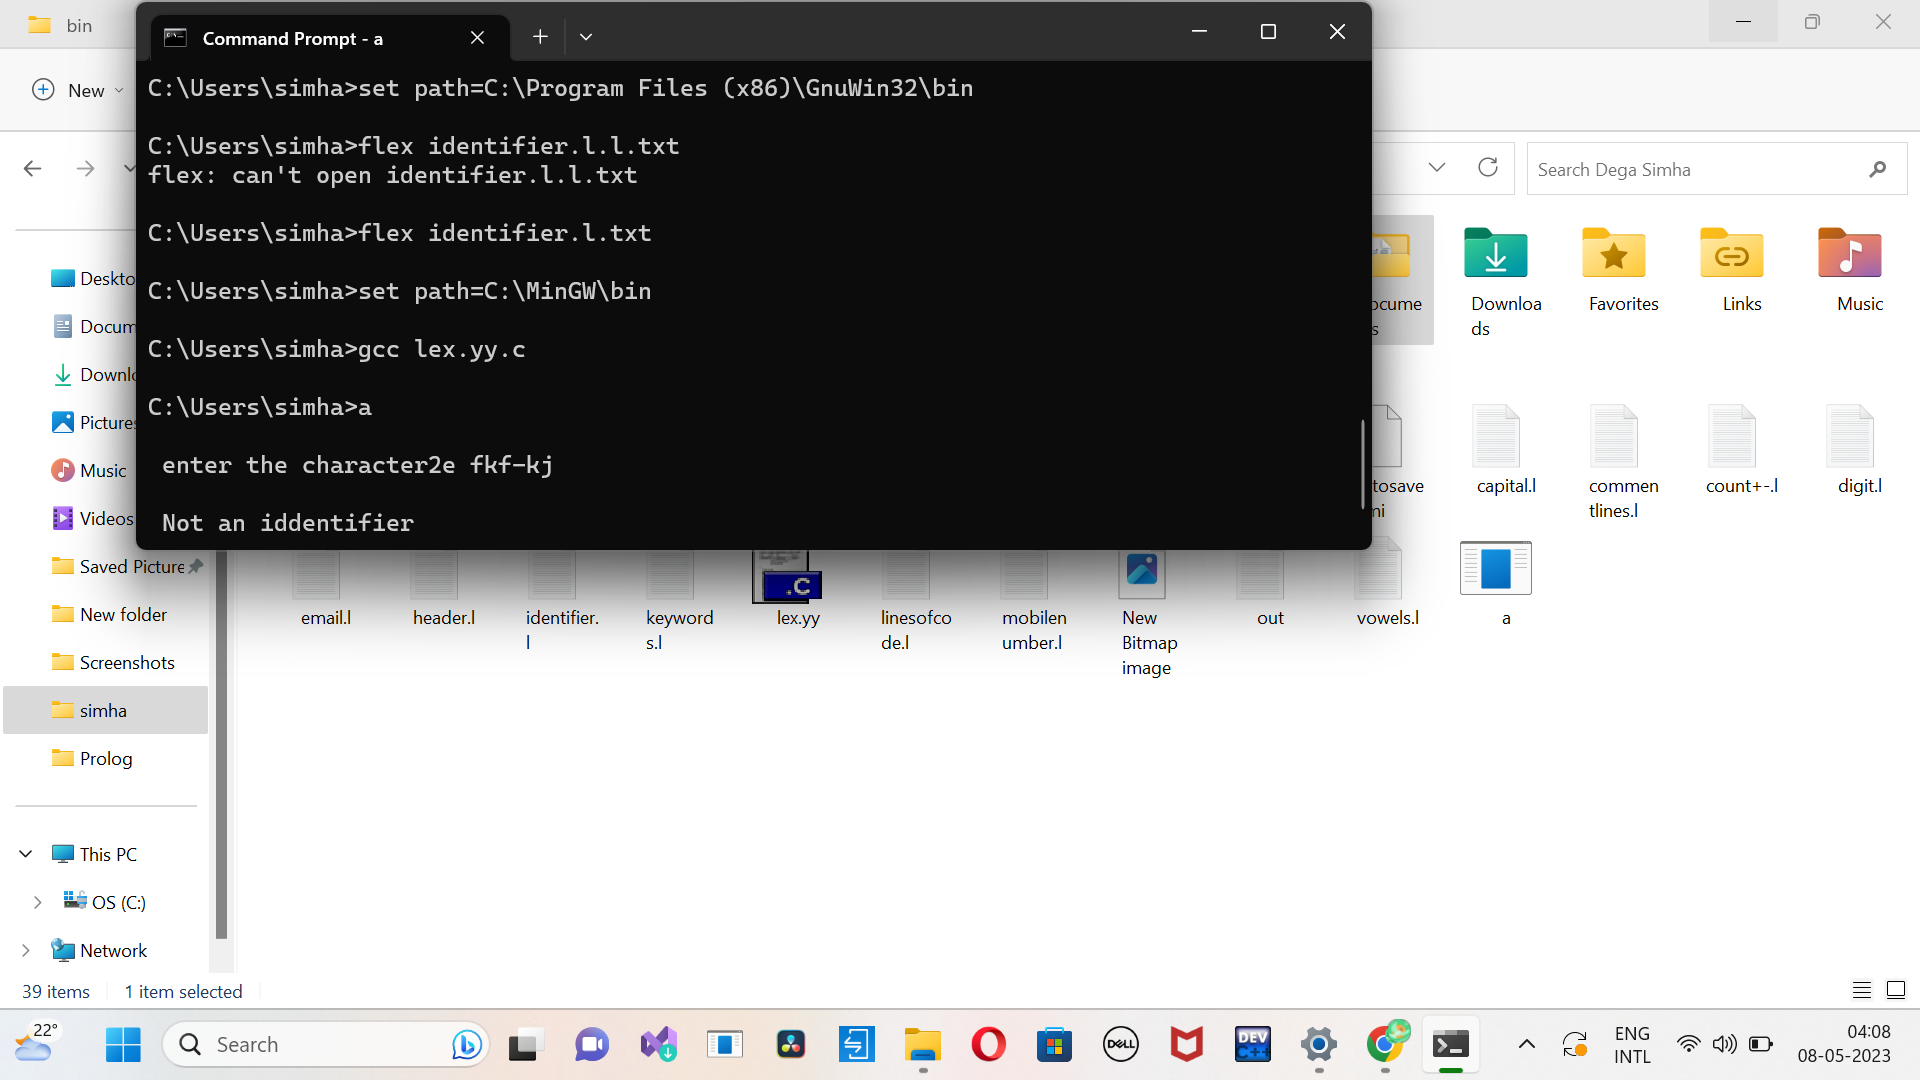 bin
Command Prompt - a
C:\Users\simha>set path=C:\Program Files (x86)\GnuWin32\bin
C:\Users\simha>flex identifier.l.l.txt
flex: can't open identifier.l.l.txt
C:\Users\simha>flex identifier.l.txt
C:\Users\simha>set path=C:\MinGW\bin
C:\Users\simha>gcc lex.yy.c
C:\Users\simha>a
enter the character2e fkf-kj
Not an iddentifier
New
Search Dega Simha
Deskto
Docum
Downlo
Pictures
Music
Videos
Saved Picture
New folder
Screenshots
simha
Prolog
This PC
OS (C:)
Network
ocume
s
Downloa
ds
Favorites
Links
Music
tosave
ni
capital.l
commen
tlines.l
count+-.l
digit.l
.C
email.l
header.l
identifier.
l
keyword
s.l
lex.yy
linesofco
de.l
mobilen
umber.l
New
Bitmap
image
out
vowels.l
a
39 items
1 item selected
22°
Search
DELL
DEV
C++
ENG
INTL
04:08
08-05-2023